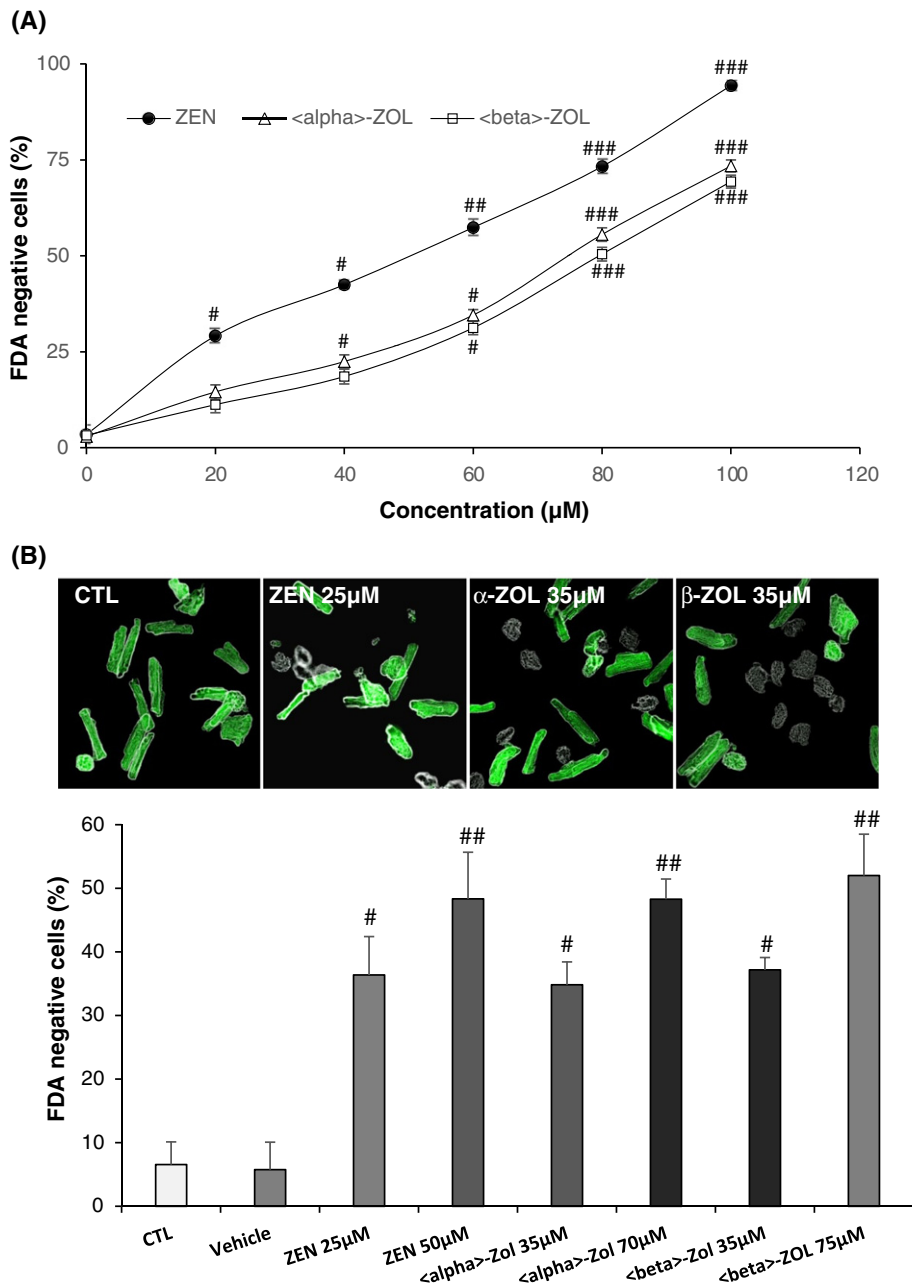 (A)
100
75
50
25
0
FDA negative cells (%)
ZEN <alpha>-ZOL <beta>-ZOL
###
###
###
###
###
##
###
###
#
#
#
#
#
0 20 40 60 80 100 120
Concentration (µM)
(B)
CTL ZEN 25µM α-ZOL 35µM β-ZOL 35µM
60
50
40
30
20
10
0
FDA negative cells (%)
# ## # ## # ##
CTL Vehicle ZEN 25µM ZEN 50µM <alpha>-Zol 35µM <alpha>-Zol 70µM <beta>-Zol 35µM <beta>-ZOL 75µM